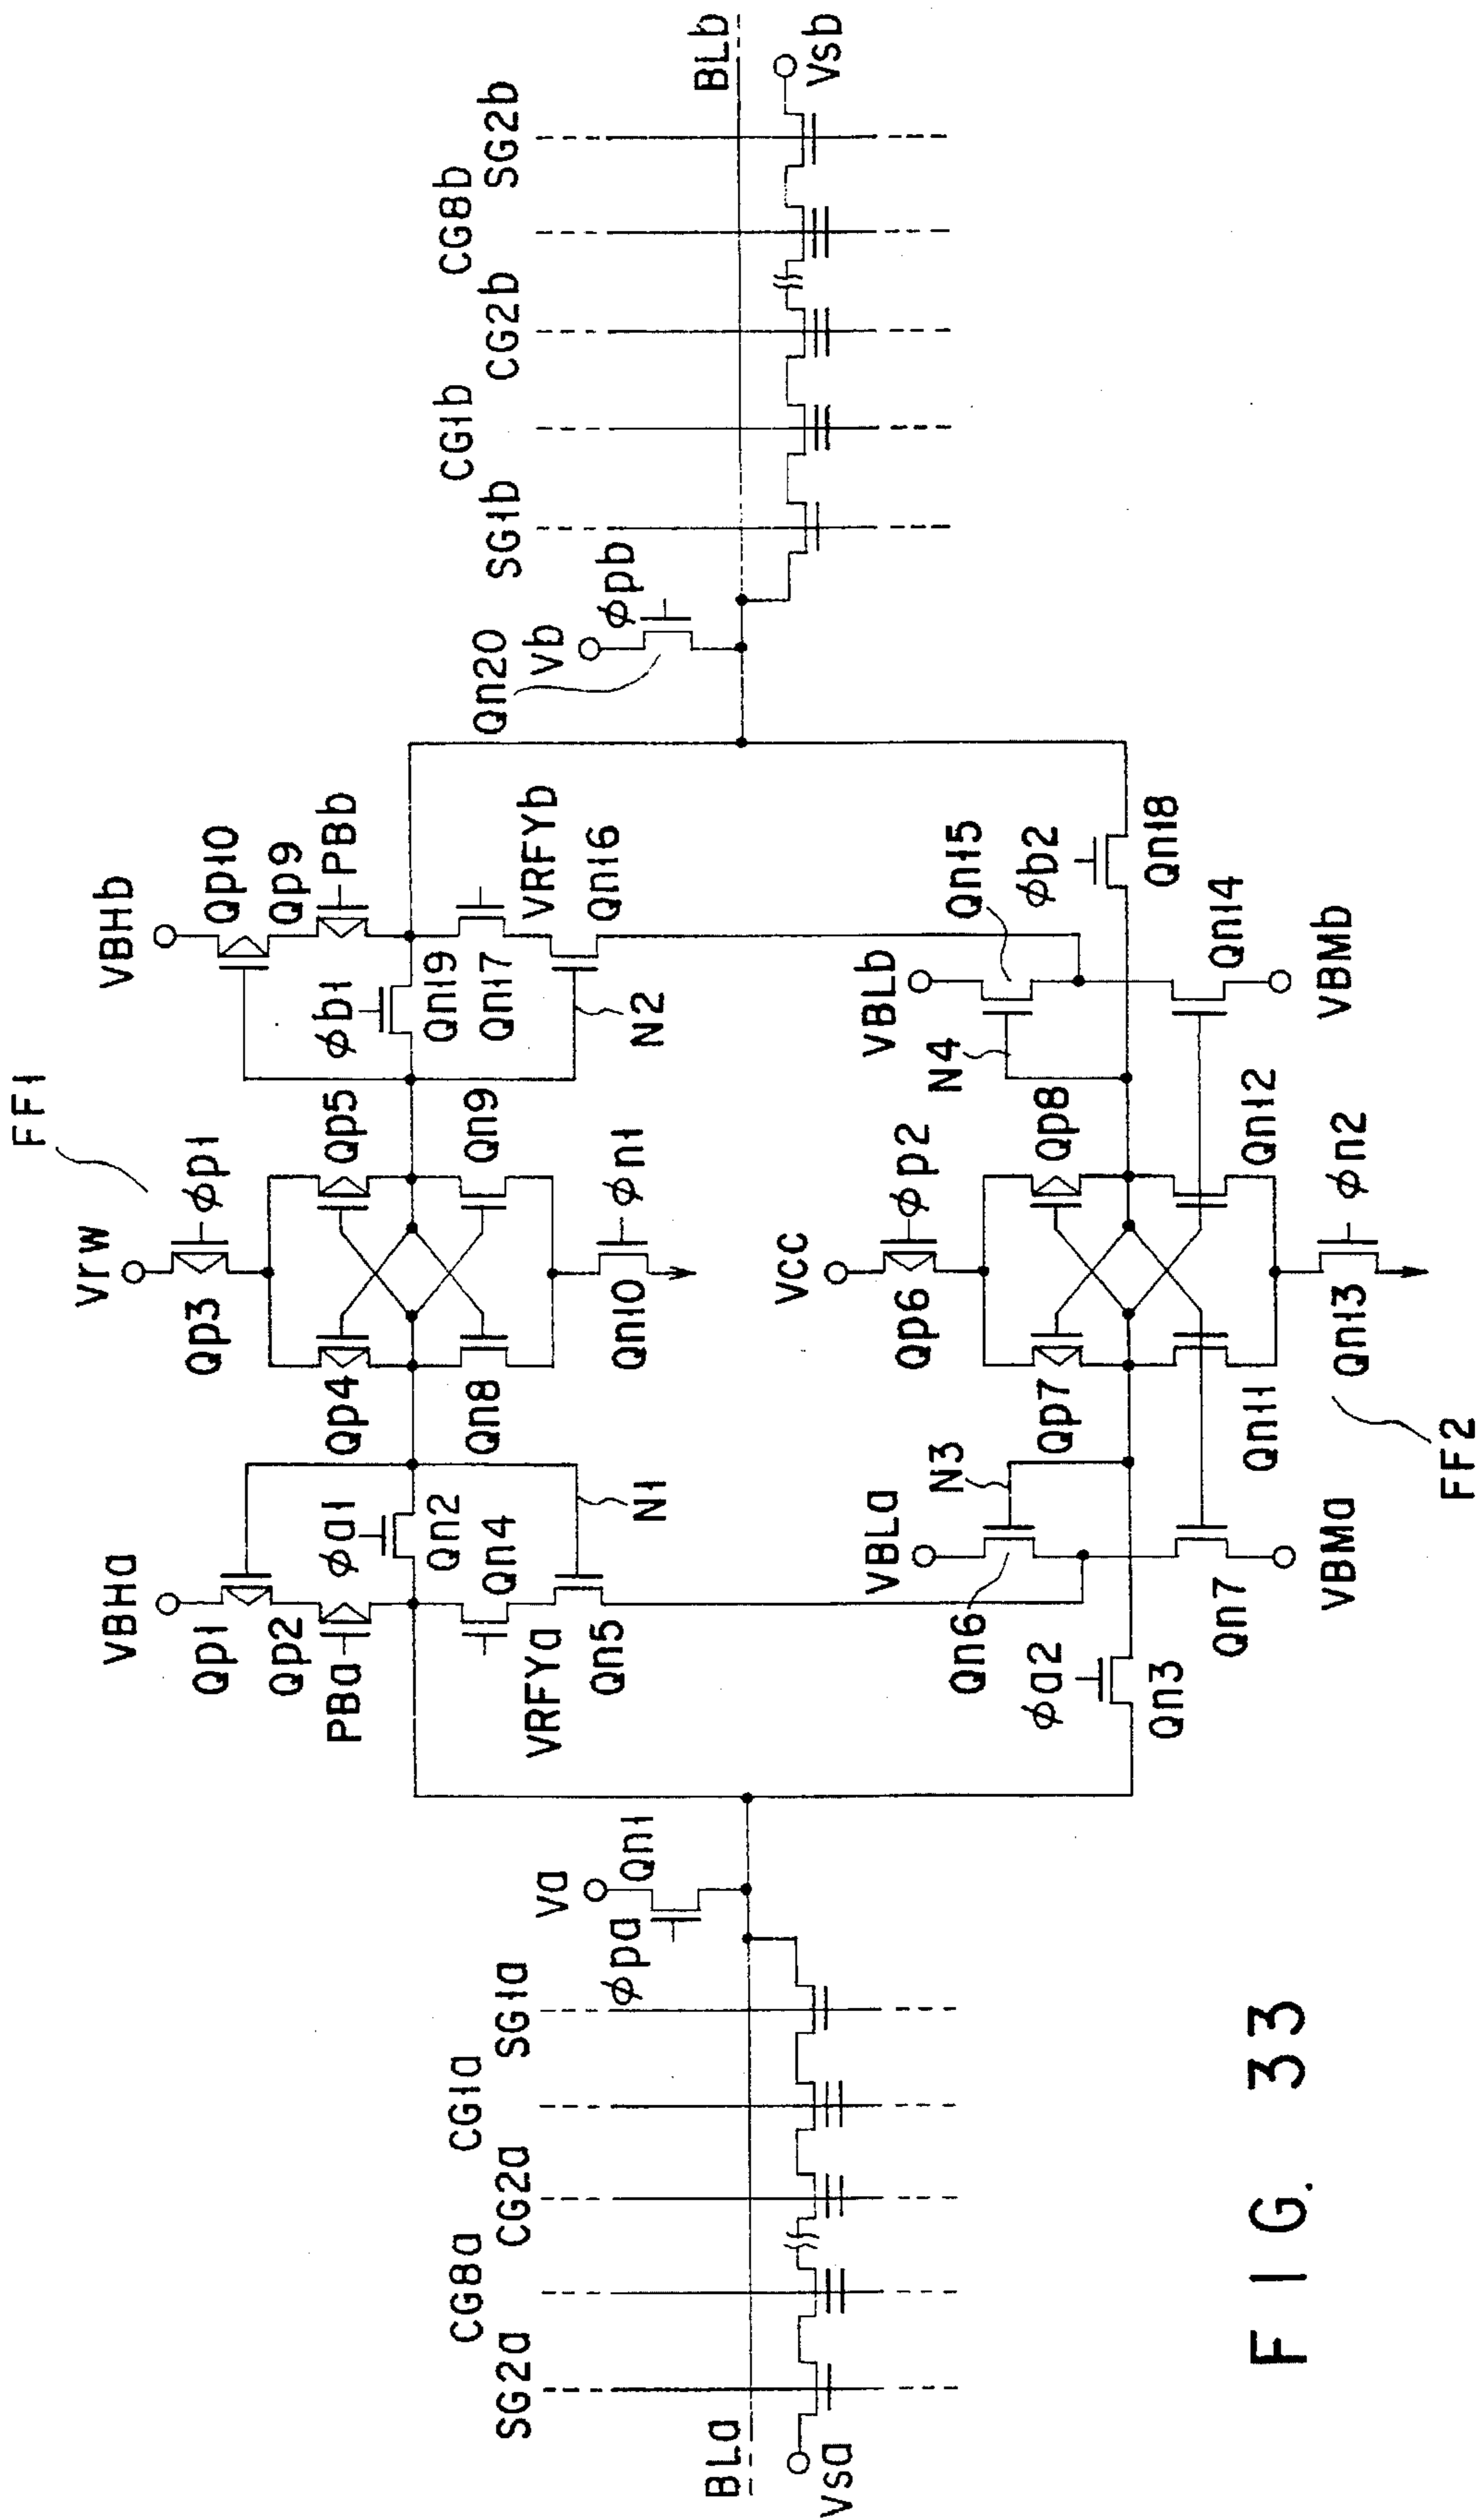 FF1
VBHa
Vrw
VBHb
Qp1
φp1
Qp10
Qp2
Qp3
Qp9
PBa
φa1
Qp4
Qp5
φb1
PBb
Qn2
Qn19
Qn4
Qn8
Qn9
Qn17
VRFYa
VRFYb
Qn5
Qn10
φn1
Qn16
N1
N2
SG2a
CG8a
CG2a
CG1a
SG1a
Va
φpa
Qn1
Qn20
Vb
φpb
SG1b
CG1b
CG2b
CG8b
SG2b
BLa
BLb
Vsa
Vsb
Vcc
VBLa
VBLb
Qp6
φp2
N3
N4
Qn6
Qn15
φa2
φb2
Qp7
Qp8
Qn3
Qn18
Qn7
Qn11
Qn12
Qn14
VBMa
VBMb
Qn13
φn2
FF2
FIG. 33